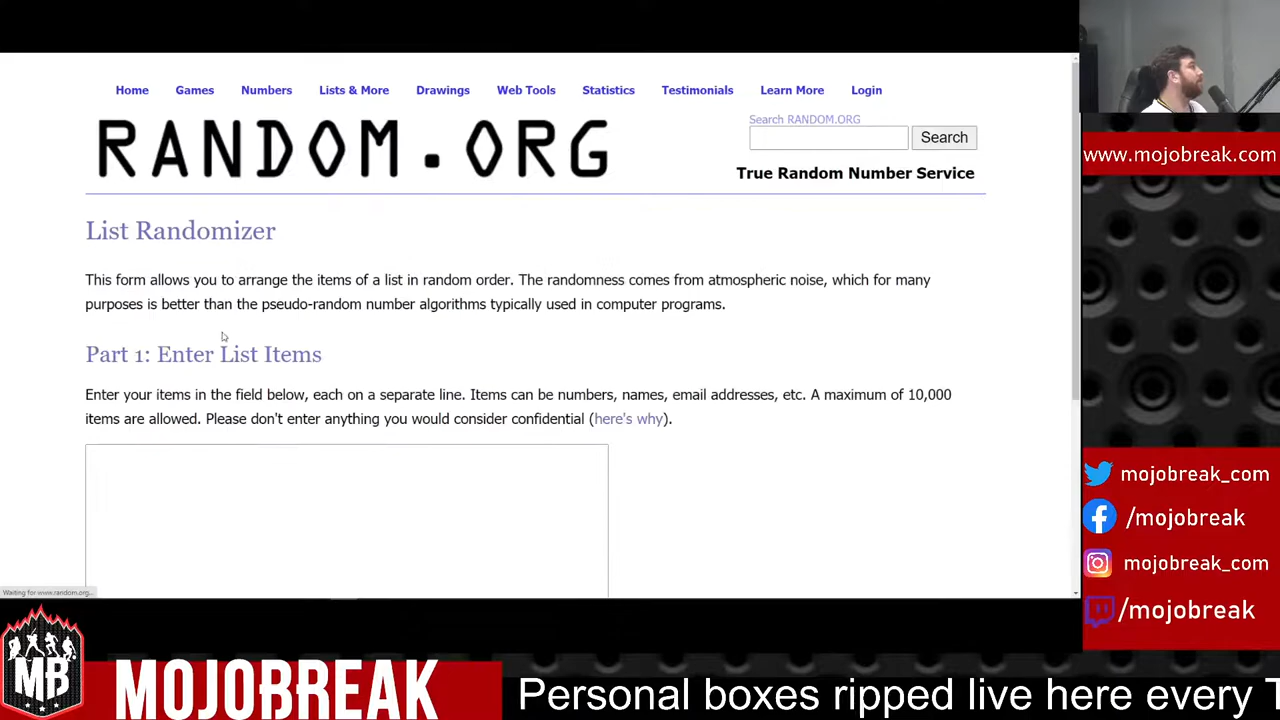 Home Games Numbers Lists & More Drawings Web Tools Statistics Testimonials Learn More Login
RANDOM.ORG
Search RANDOM.ORG
Search
True Random Number Service
List Randomizer
This form allows you to arrange the items of a list in random order. The randomness comes from atmospheric noise, which for many
purposes is better than the pseudo-random number algorithms typically used in computer programs.
Part 1: Enter List Items
Enter your items in the field below, each on a separate line. Items can be numbers, names, email addresses, etc. A maximum of 10,000
items are allowed. Please don't enter anything you would consider confidential (here's why).
Waiting for www.random.org...
www.mojobreak.com
mojobreak_com
/mojobreak
mojobreak_com
/mojobreak
MB
MOJOBREAK
Personal boxes ripped live here every T